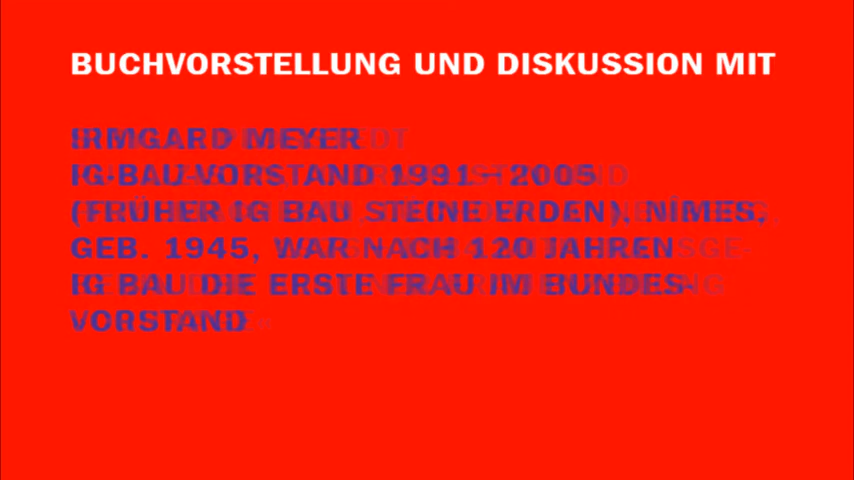 BUCHVORSTELLUNG UND DISKUSSION MIT
IRMGARD MEYER
IG-BAU-VORSTAND 1991-2005
(FRÜHER IG BAU STEINE ERDEN), NÎMES,
GEB. 1945, WAR NACH 120 JAHREN
IG BAU DIE ERSTE FRAU IM BUNDES-
VORSTAND